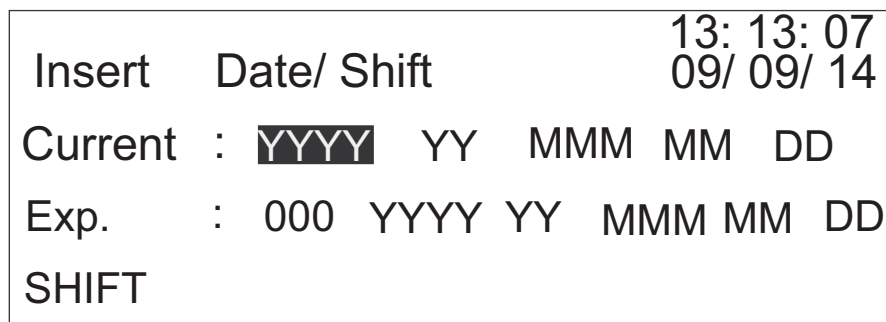 13: 13: 07
Insert Date/ Shift 09/ 09/ 14
Current : YYYY YY MMM MM DD
Exp. : 000 YYYY YY MMM MM DD
SHIFT